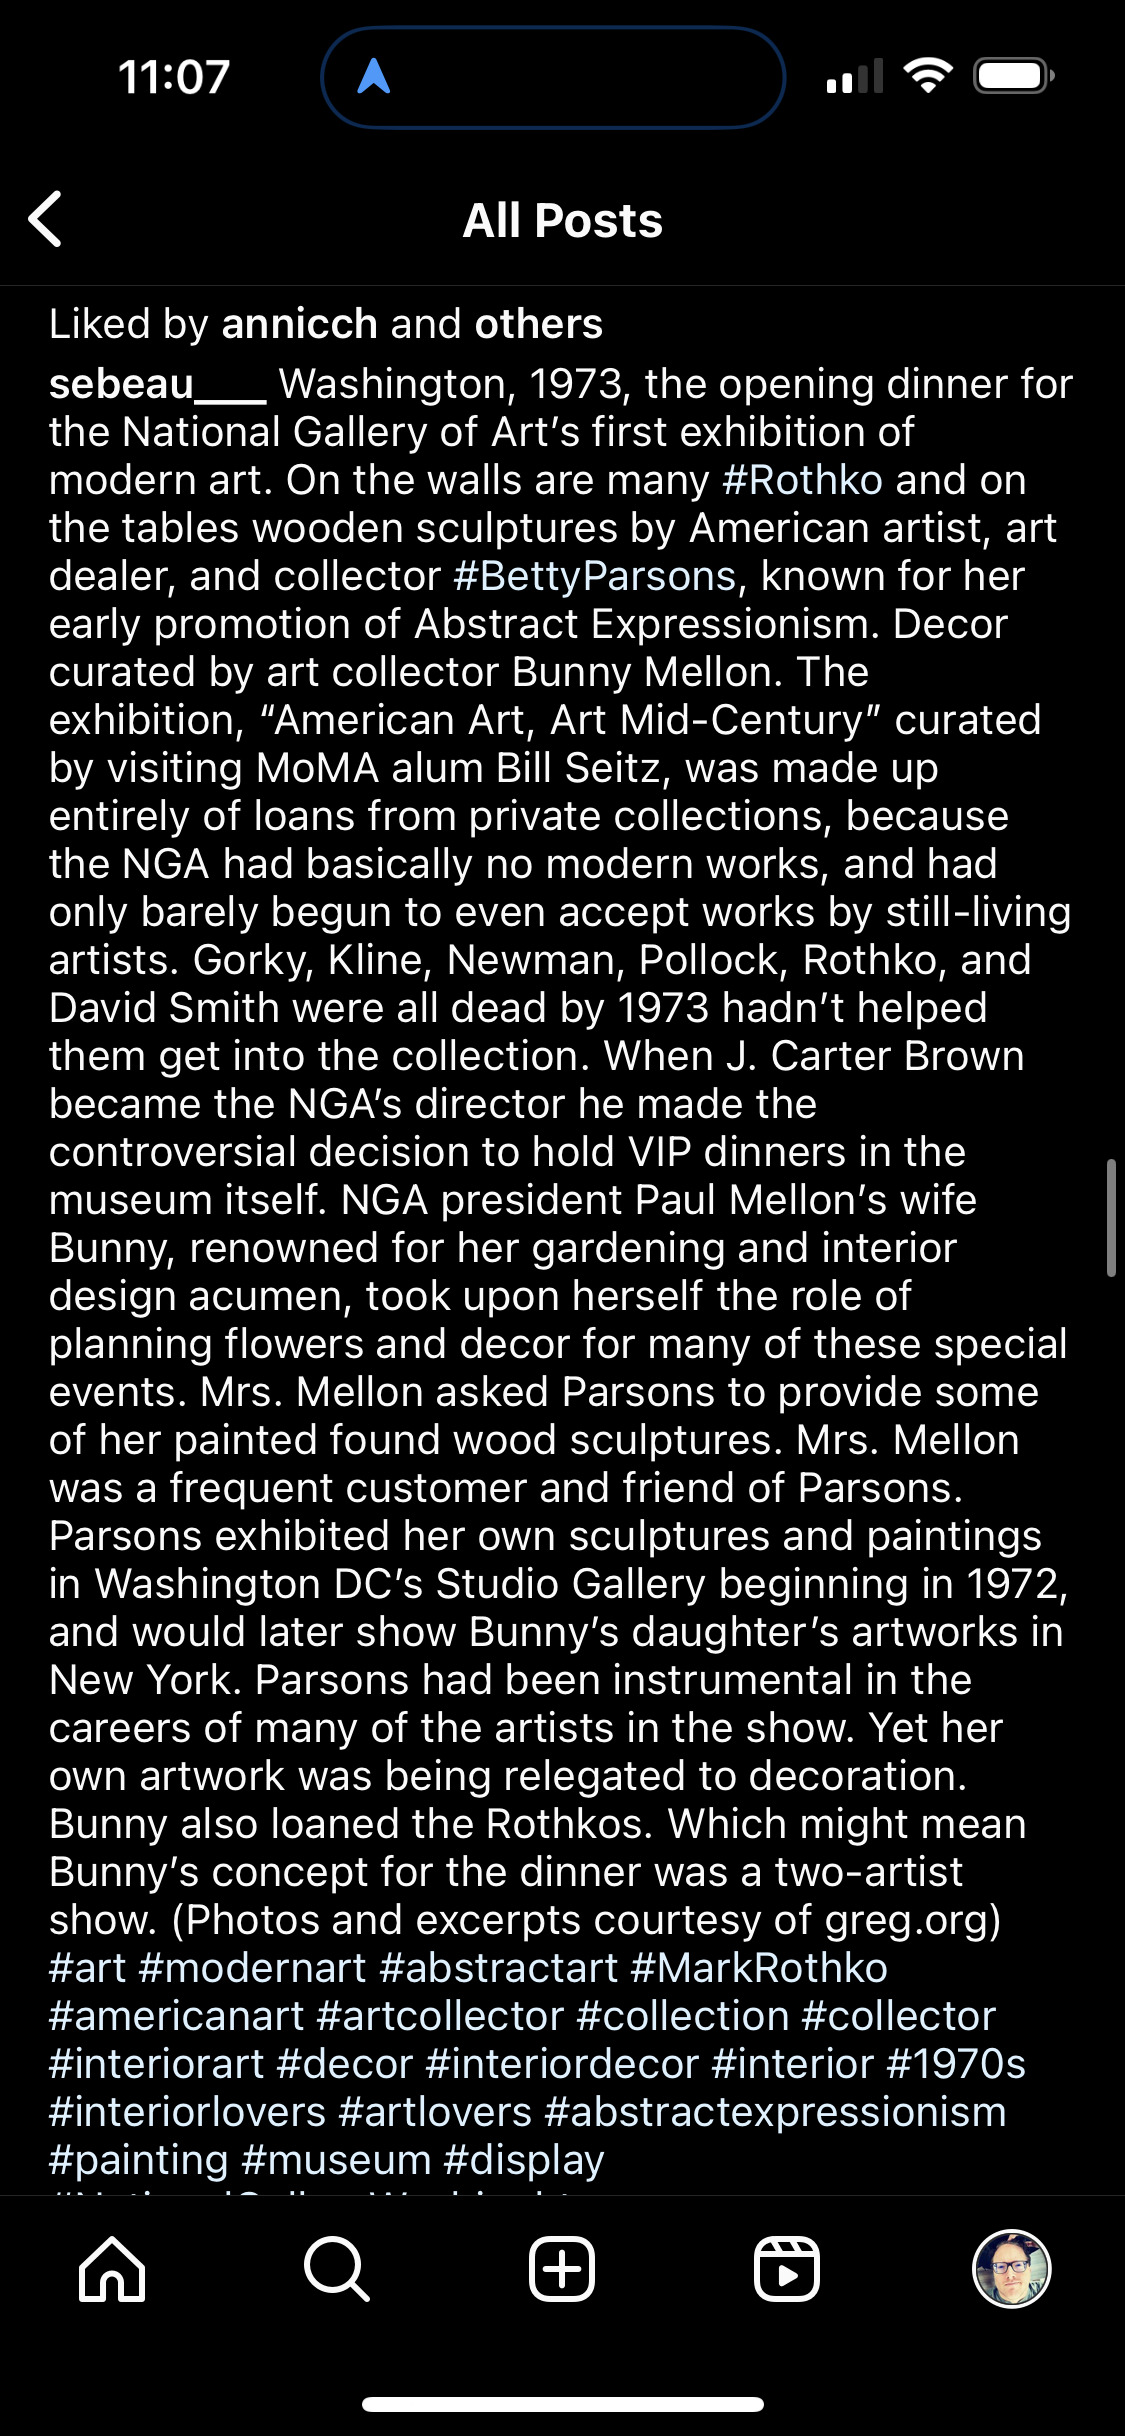 11:07
All Posts
Liked by annicch and others
sebeau___ Washington, 1973, the opening dinner for
the National Gallery of Art’s first exhibition of
modern art. On the walls are many #Rothko and on
the tables wooden sculptures by American artist, art
dealer, and collector #BettyParsons, known for her
early promotion of Abstract Expressionism. Decor
curated by art collector Bunny Mellon. The
exhibition, “American Art, Art Mid-Century” curated
by visiting MoMA alum Bill Seitz, was made up
entirely of loans from private collections, because
the NGA had basically no modern works, and had
only barely begun to even accept works by still-living
artists. Gorky, Kline, Newman, Pollock, Rothko, and
David Smith were all dead by 1973 hadn’t helped
them get into the collection. When J. Carter Brown
became the NGA’s director he made the
controversial decision to hold VIP dinners in the
museum itself. NGA president Paul Mellon’s wife
Bunny, renowned for her gardening and interior
design acumen, took upon herself the role of
planning flowers and decor for many of these special
events. Mrs. Mellon asked Parsons to provide some
of her painted found wood sculptures. Mrs. Mellon
was a frequent customer and friend of Parsons.
Parsons exhibited her own sculptures and paintings
in Washington DC’s Studio Gallery beginning in 1972,
and would later show Bunny’s daughter’s artworks in
New York. Parsons had been instrumental in the
careers of many of the artists in the show. Yet her
own artwork was being relegated to decoration.
Bunny also loaned the Rothkos. Which might mean
Bunny’s concept for the dinner was a two-artist
show. (Photos and excerpts courtesy of greg.org)
#art #modernart #abstractart #MarkRothko
#americanart #artcollector #collection #collector
#interiorart #decor #interiordecor #interior #1970s
#interiorlovers #artlovers #abstractexpressionism
#painting #museum #display